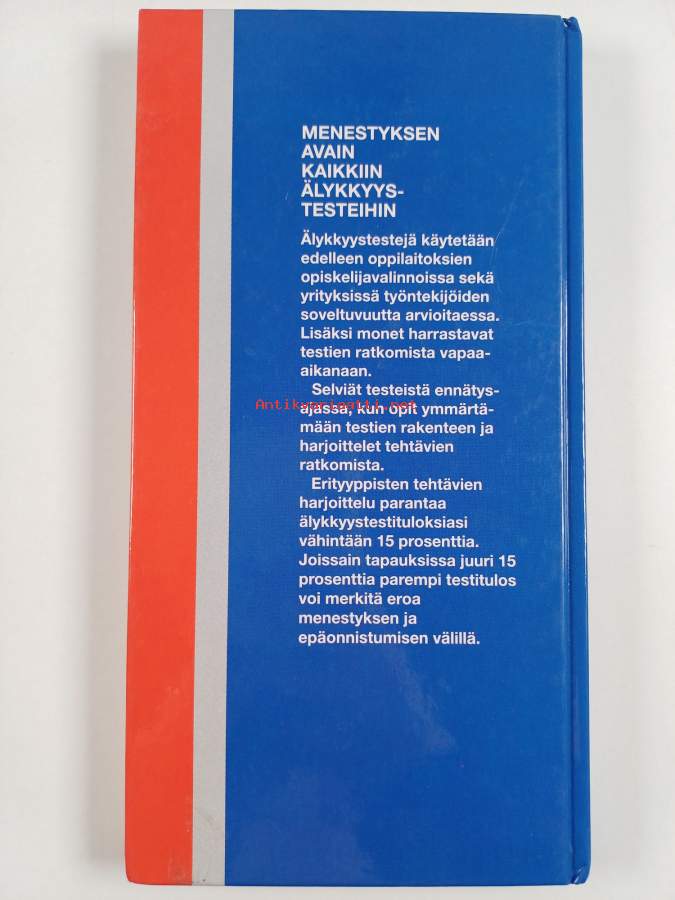 MENESTYKSEN
AVAIN
KAIKKIIN
ÄLYKKYYS-
TESTEIHIN
Älykkyystestejä käytetään
edelleen oppilaitoksien
opiskelijavalinnoissa sekä
yrityksissä työntekijöiden
soveltuvuutta arvioitaessa.
Lisäksi monet harrastavat
testien ratkomista vapaa-
aikanaan.
Selviät testeistä ennätys-
Antikvariaatti.net
ajassa, kun opit ymmärtä-
mään testien rakenteen ja
harjoittelet tehtävien
ratkomista.
Erityyppisten tehtävien
harjoittelu parantaa
älykkyystestituloksiasi
vähintään 15 prosenttia.
Joissain tapauksissa juuri 15
prosenttia parempi testitulos
voi merkitä eroa
menestyksen ja
epäonnistumisen välillä.